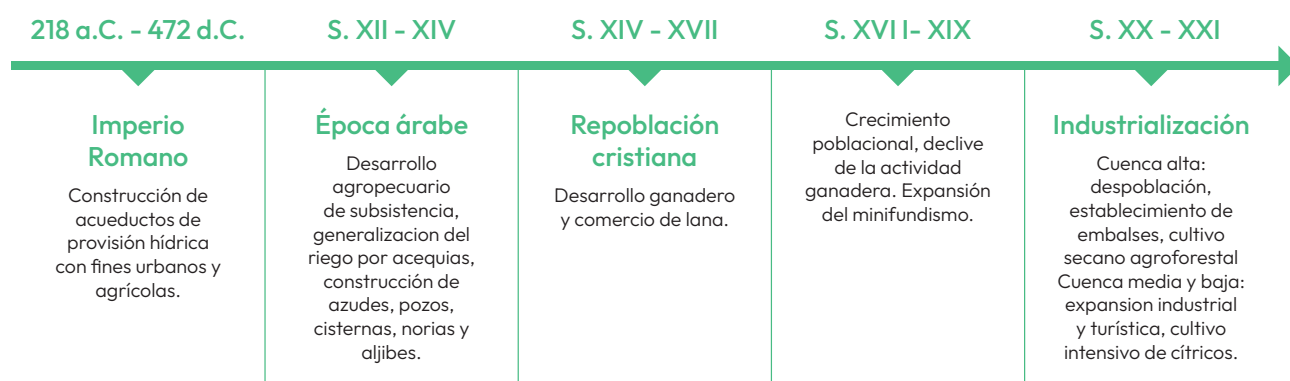 218 a.C. - 472 d.C.
S. XII - XIV
S. XIV - XVII
S. XVI I- XIX
S. XX - XXI
Imperio
Romano
Construcción de
acueductos de
provisión hídrica
con fines urbanos y
agrícolas.
Época árabe
Desarrollo
agropecuario
de subsistencia,
generalizacion del
riego por acequias,
construcción de
azudes, pozos,
cisternas, norias y
aljibes.
Repoblación
cristiana
Desarrollo ganadero
y comercio de lana.
Crecimiento
poblacional, declive
de la actividad
ganadera. Expansión
del minifundismo.
Industrialización
Cuenca alta:
despoblación,
establecimiento de
embalses, cultivo
secano agroforestal
Cuenca media y baja:
expansion industrial
y turística, cultivo
intensivo de cítricos.